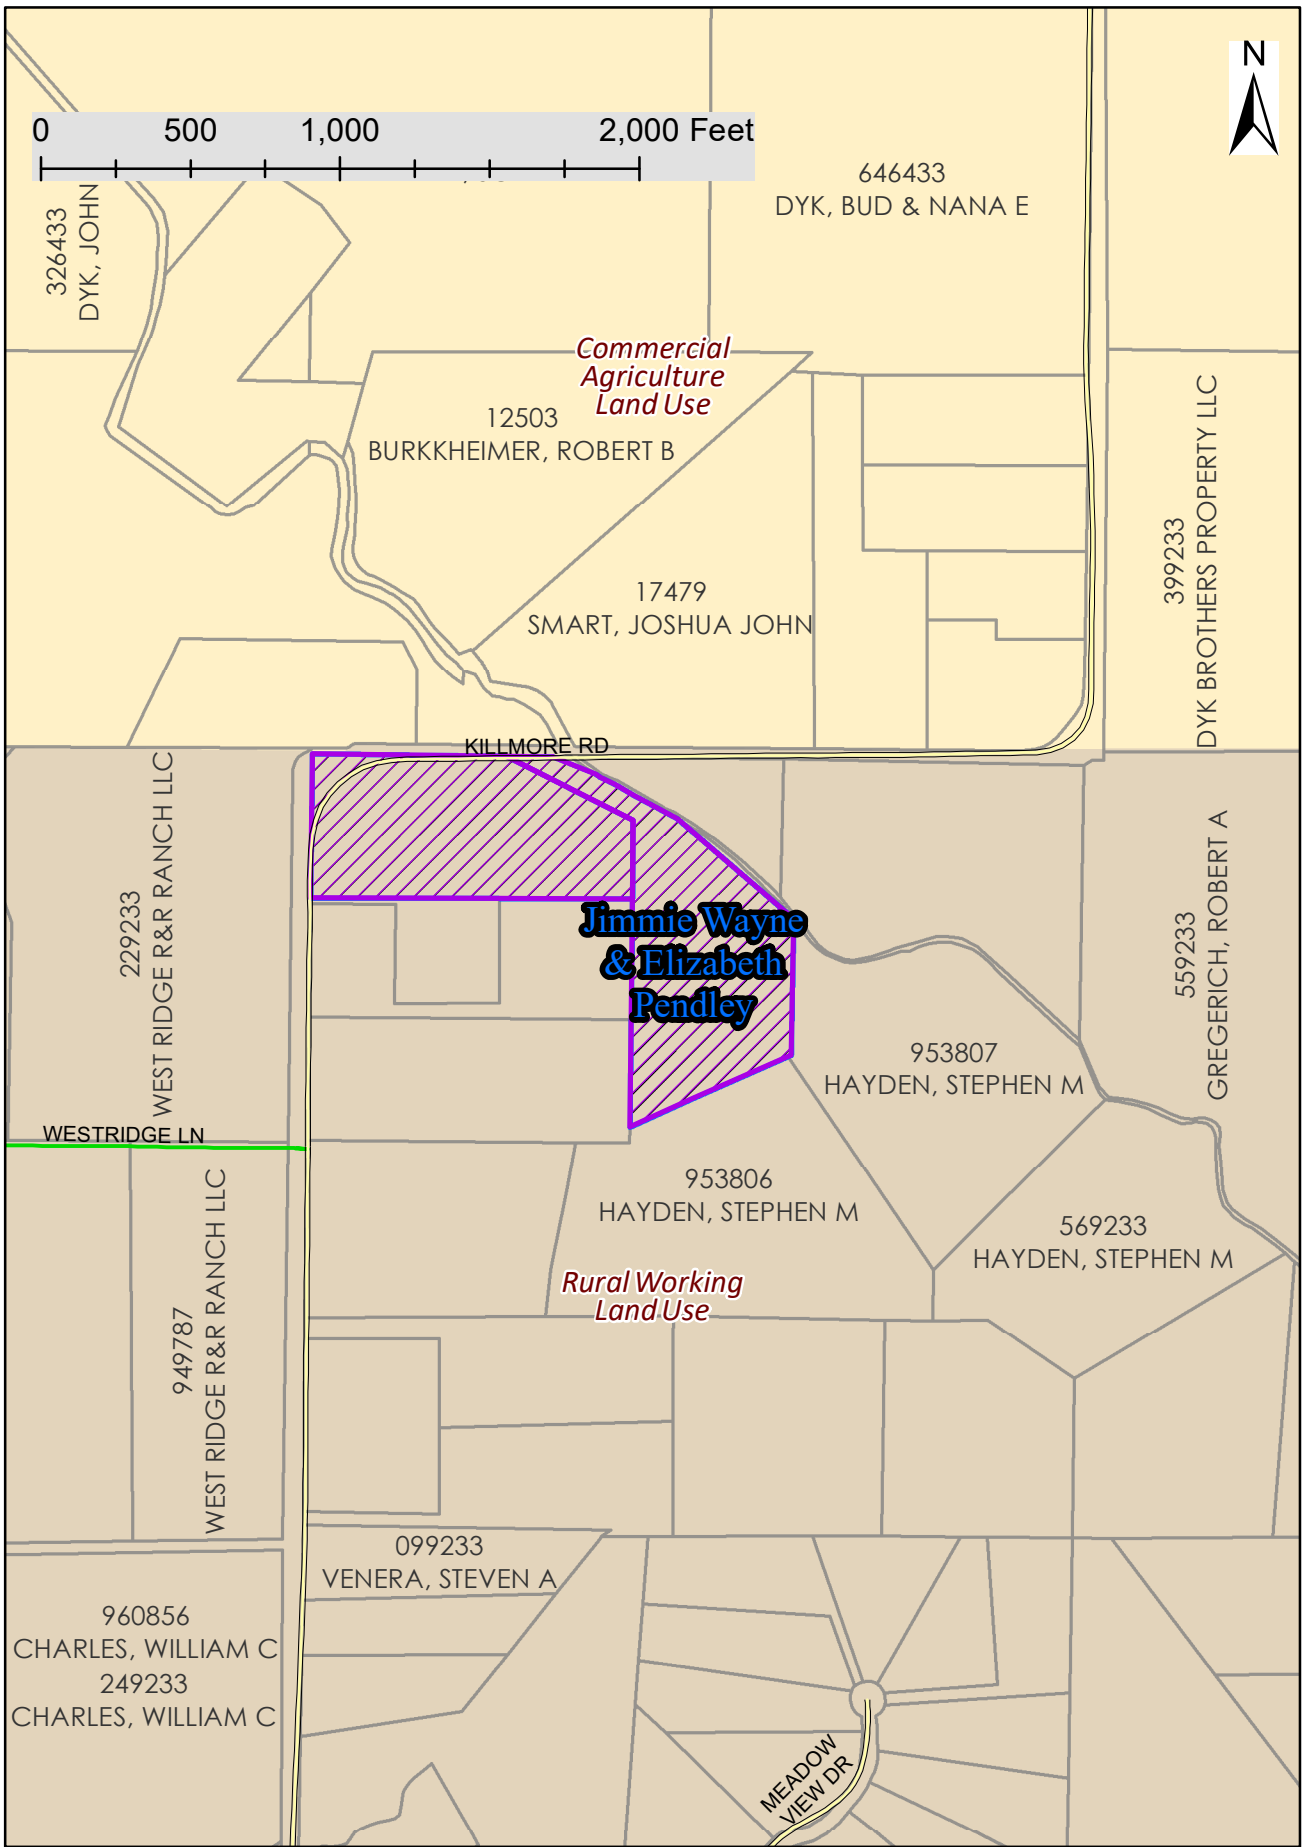 N
0 500 1,000 2,000 Feet
646433
DYK, BUD & NANA E
326433
DYK, JOHN
Commercial
Agriculture
Land Use
12503
BURKKHEIMER, ROBERT B
399233
DYK BROTHERS PROPERTY LLC
17479
SMART, JOSHUA JOHN
KILLMORE RD
229233
WEST RIDGE R&R RANCH LLC
Jimmie Wayne
& Elizabeth
Pendley
559233
GREGERICH, ROBERT A
953807
HAYDEN, STEPHEN M
WESTRIDGE LN
953806
HAYDEN, STEPHEN M
569233
HAYDEN, STEPHEN M
Rural Working
Land Use
949787
WEST RIDGE R&R RANCH LLC
099233
VENERA, STEVEN A
960856
CHARLES, WILLIAM C
249233
CHARLES, WILLIAM C
MEADOW
VIEW DR